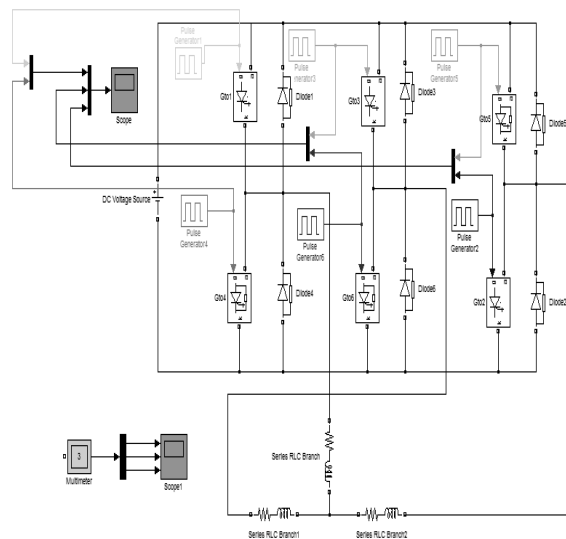 Pulse
Generator1
Pulse
Generator3
Pulse
Generator5
Gto1
Diode1
Gto3
Diode3
Gto5
Diode5
Scope
DC Voltage Source
Pulse
Generator4
Pulse
Generator6
Pulse
Generator2
Gto4
Diode4
Gto6
Diode6
Gto2
Diode2
3
Multimeter
Scope1
Series RLC Branch
Series RLC Branch1
Series RLC Branch2